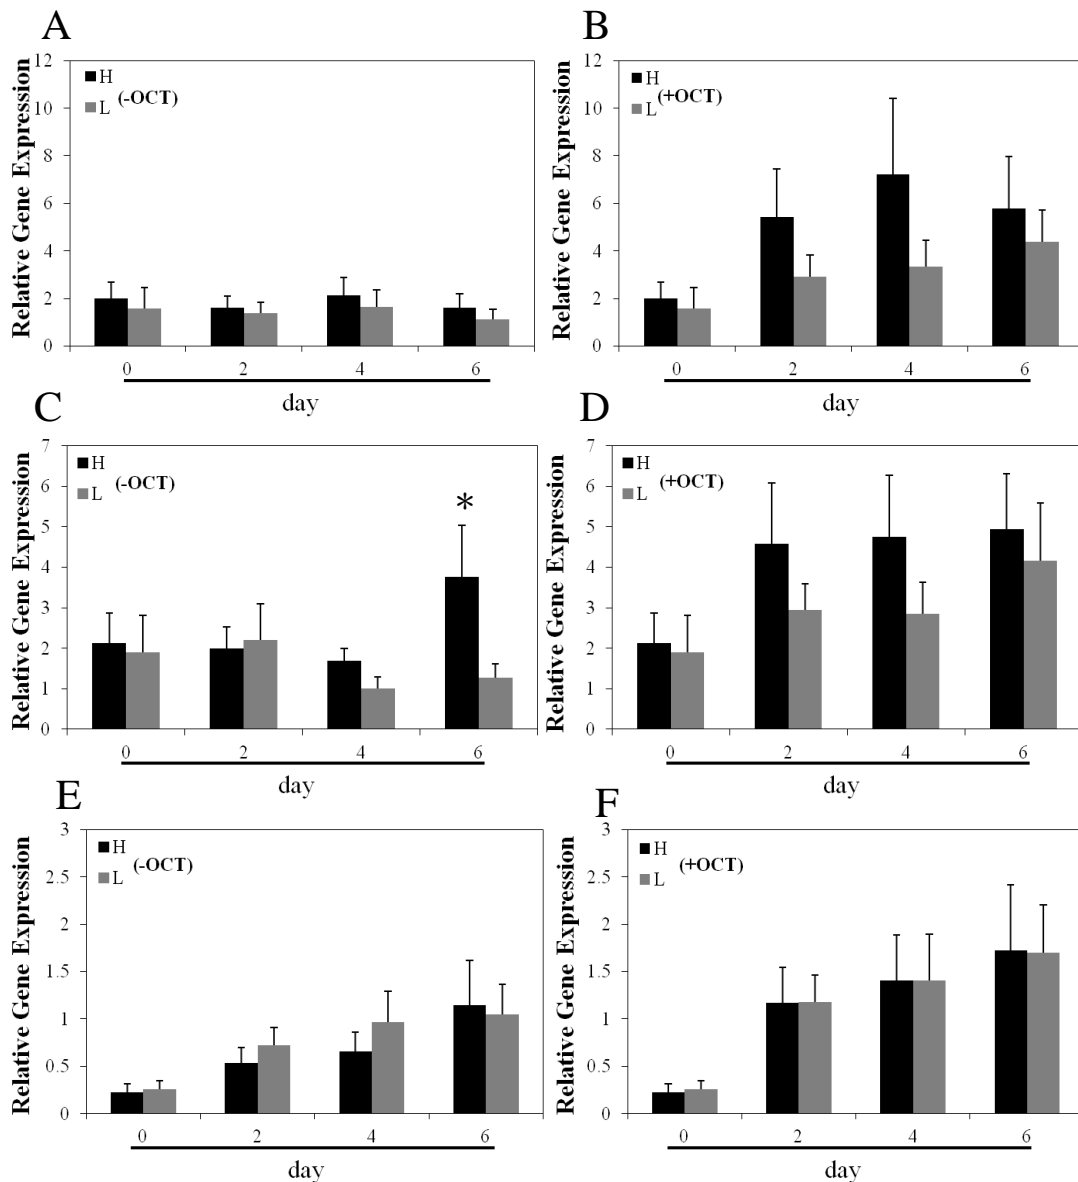 A
Relative Gene Expression
12
10
8
6
4
2
0
H
L
(-OCT)
0 2 4 6
day
B
Relative Gene Expression
12
10
8
6
4
2
0
H
L
(+OCT)
0 2 4 6
day
C
Relative Gene Expression
7
6
5
4
3
2
1
0
H
L
(-OCT)
*
0 2 4 6
day
D
Relative Gene Expression
7
6
5
4
3
2
1
0
H
L
(+OCT)
0 2 4 6
day
E
Relative Gene Expression
3
2.5
2
1.5
1
0.5
0
H
L
(-OCT)
0 2 4 6
day
F
Relative Gene Expression
3
2.5
2
1.5
1
0.5
0
H
L
(+OCT)
0 2 4 6
day